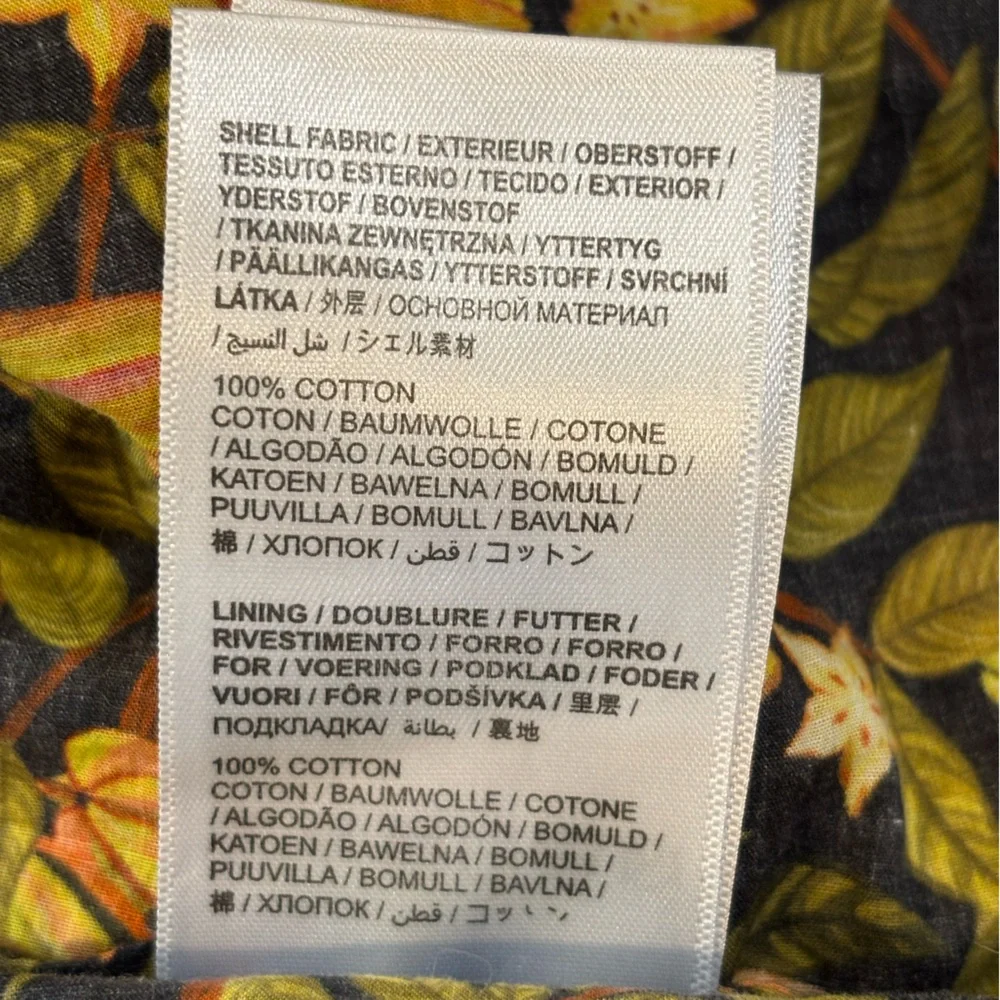 SHELL FABRIC / EXTERIEUR / OBERSTOFF /
TESSUTO ESTERNO / TECIDO / EXTERIOR /
YDERSTOF / BOVENSTOF
/ TKANINA ZEWNĘTRZNA / YTTERTYG
/ PÄÄLLIKANGAS / YTTERSTOFF / SVRCHNÍ
LÁTKA / 外层 / ОСНОВНОЙ МАТЕРИАЛ
/ شل النسيج / シェル素材
100% COTTON
COTON / BAUMWOLLE / COTONE
/ ALGODÃO / ALGODÓN / BOMULD /
KATOEN / BAWELNA / BOMULL /
PUUVILLA / BOMULL / BAVLNA /
棉 / ХЛОПОК / قطن / コットン
LINING / DOUBLURE / FUTTER /
RIVESTIMENTO / FORRO / FORRO /
FOR / VOERING / PODKLAD / FODER /
VUORI / FÔR / PODŠÍVKA / 里层 /
ПОДКЛАДКА/ بطانة / 裏地
100% COTTON
COTON / BAUMWOLLE / COTONE
/ ALGODÃO / ALGODÓN / BOMULD /
KATOEN / BAWELNA / BOMULL /
PUUVILLA / BOMULL / BAVLNA /
棉 / ХЛОПОК / قطن / コットン